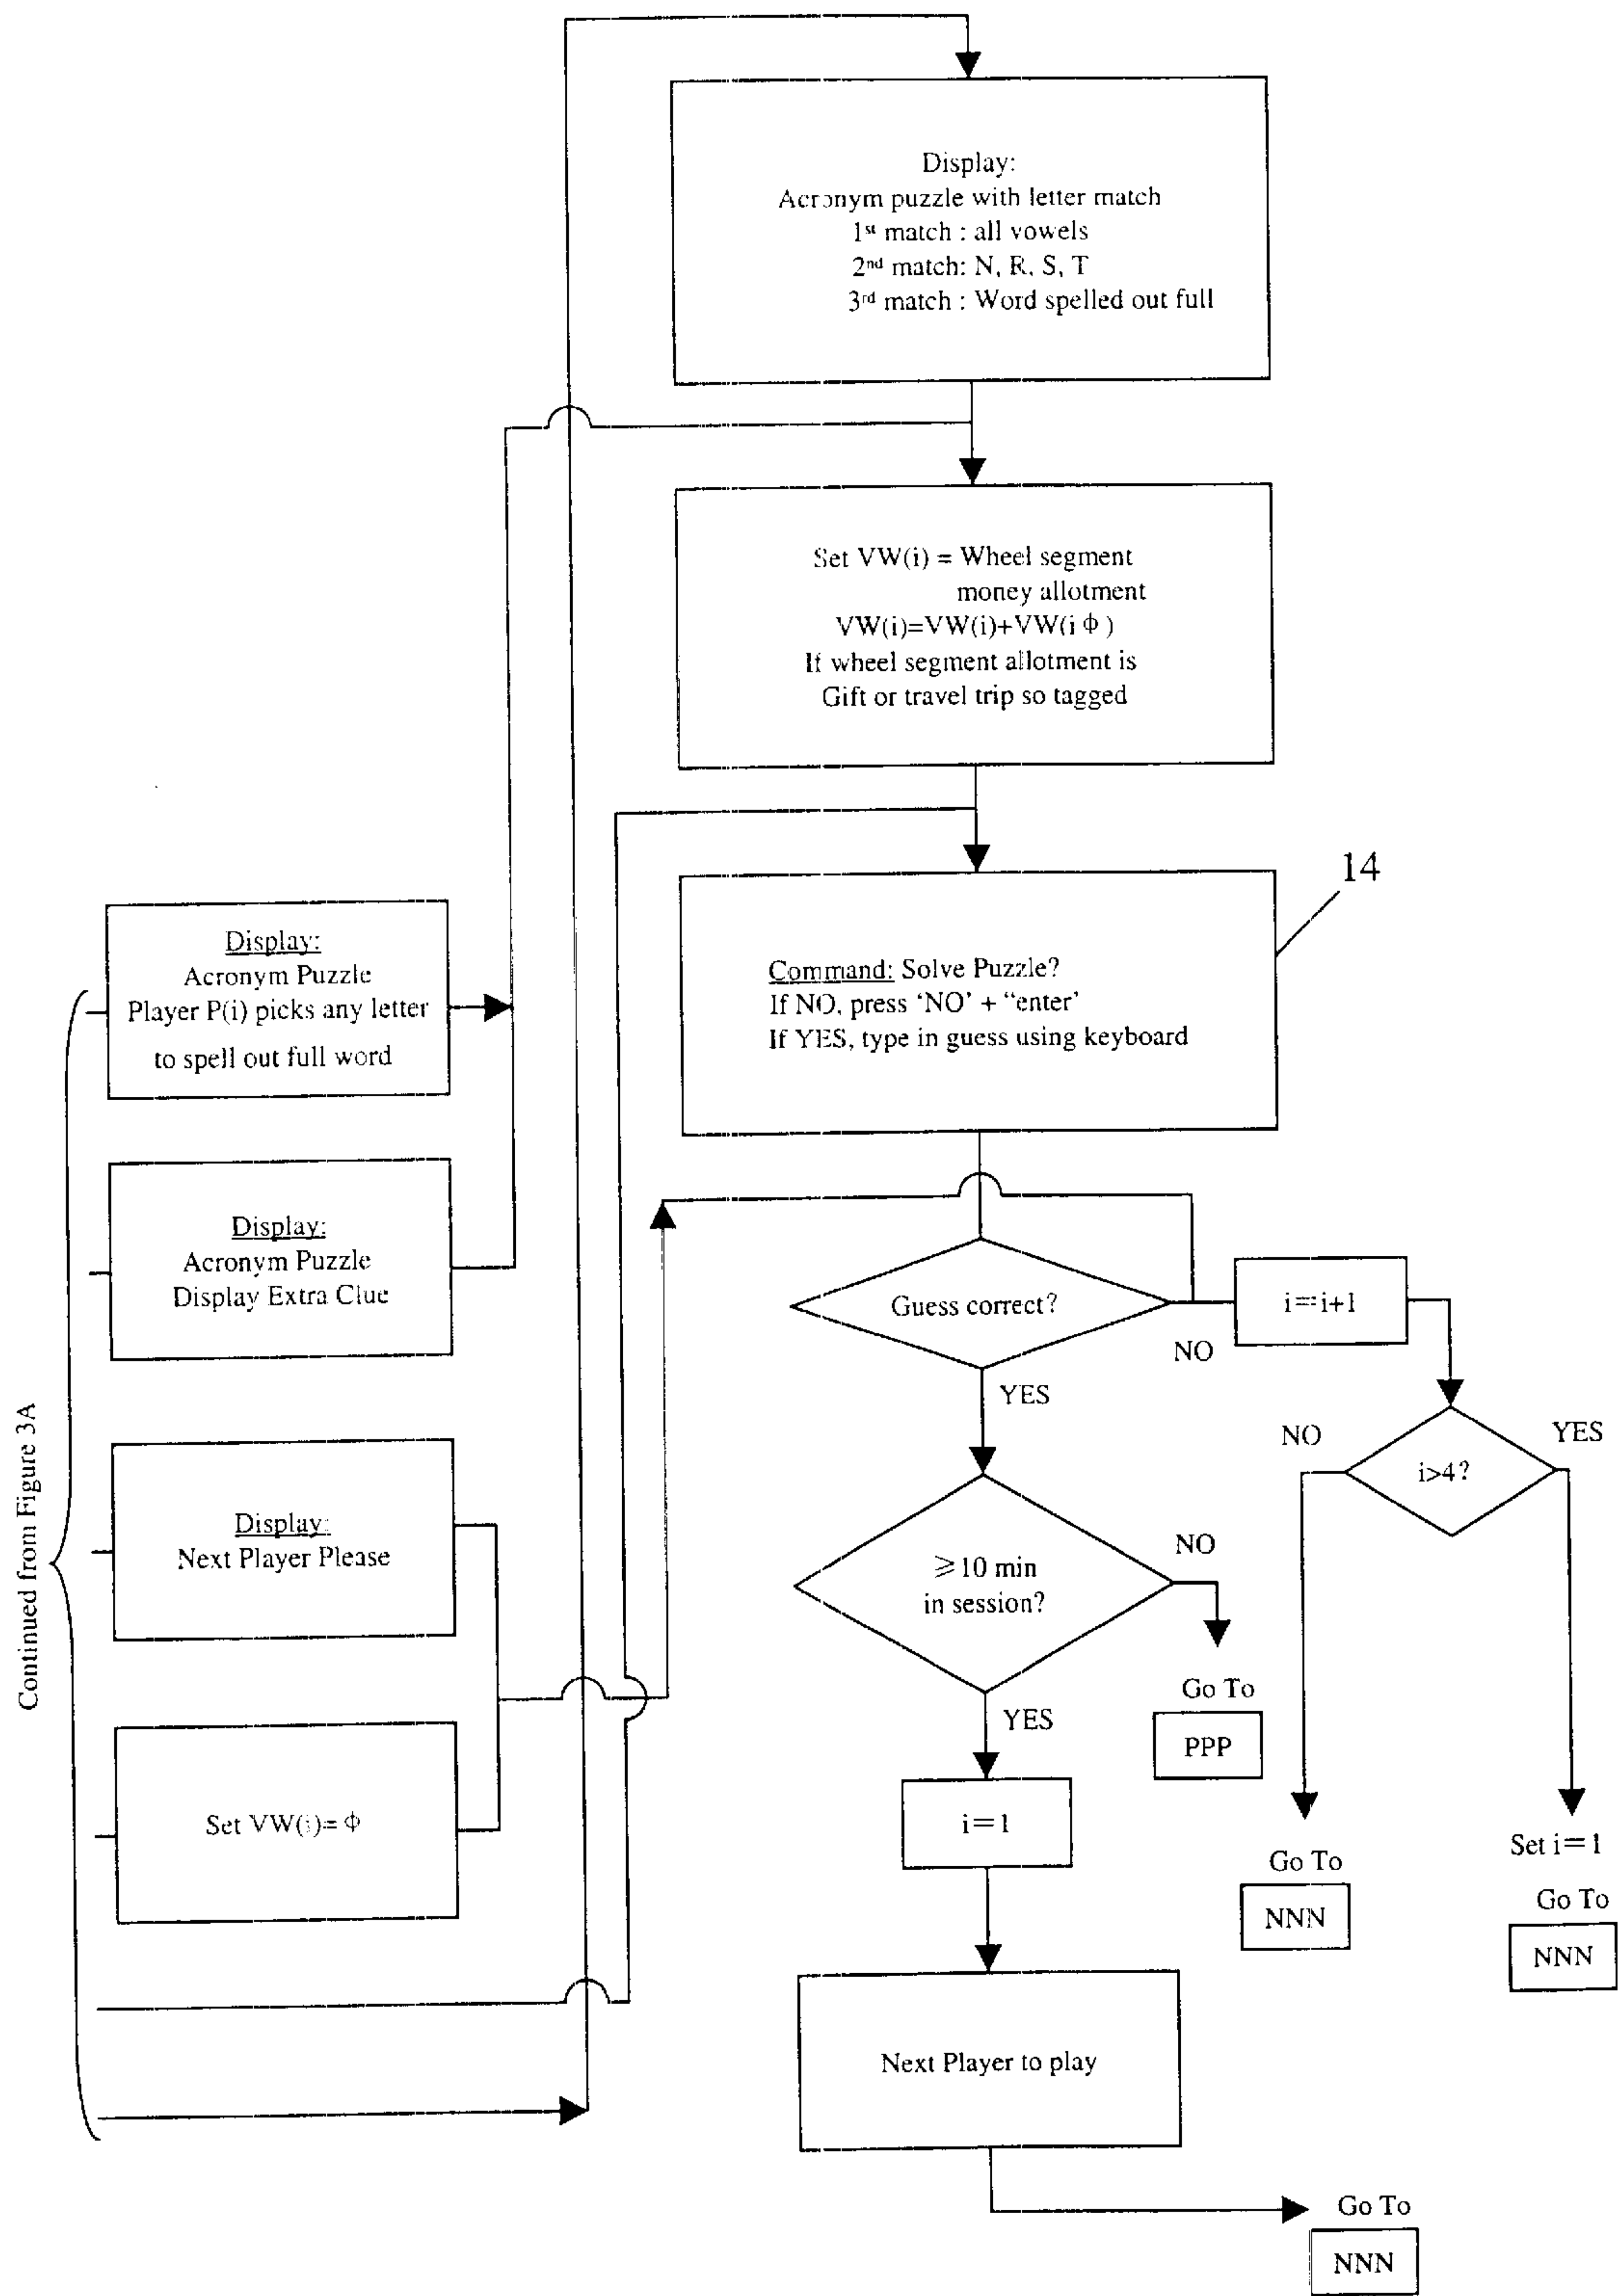 Display:
Acronym puzzle with letter match
1st match : all vowels
2nd match: N, R, S, T
3rd match : Word spelled out full
Set VW(i) = Wheel segment
money allotment
VW(i)=VW(i)+VW(i Φ )
If wheel segment allotment is
Gift or travel trip so tagged
14
Command: Solve Puzzle?
If NO, press ‘NO’ + “enter’
If YES, type in guess using keyboard
Continued from Figure 3A
Display:
Acronym Puzzle
Player P(i) picks any letter
to spell out full word
Display:
Acronym Puzzle
Display Extra Clue
Display:
Next Player Please
Set VW(i)= Φ
Guess correct?
NO
YES
i=i+1
i>4?
NO
YES
≥10 min
in session?
NO
YES
Go To
PPP
i=1
Go To
NNN
Set i=1
Go To
NNN
Next Player to play
Go To
NNN